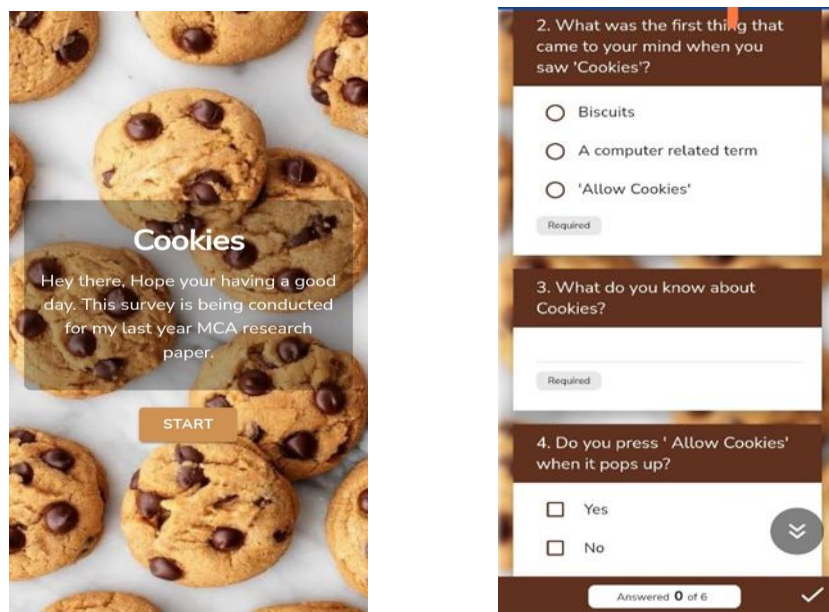 Cookies
Hey there, Hope your having a good
day. This survey is being conducted
for my last year MCA research
paper.
START
2. What was the first thing that
came to your mind when you
saw 'Cookies'?
Biscuits
A computer related term
'Allow Cookies'
Required
3. What do you know about
Cookies?
Required
4. Do you press ' Allow Cookies'
when it pops up?
Yes
No
Answered 0 of 6